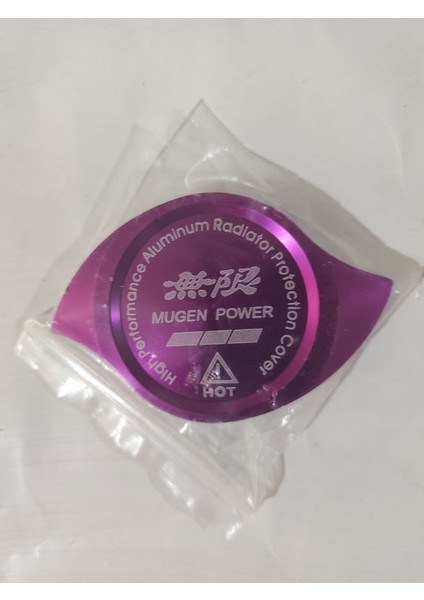 High Performance Aluminum Radiator Protection Cover
無限
MUGEN POWER
HOT